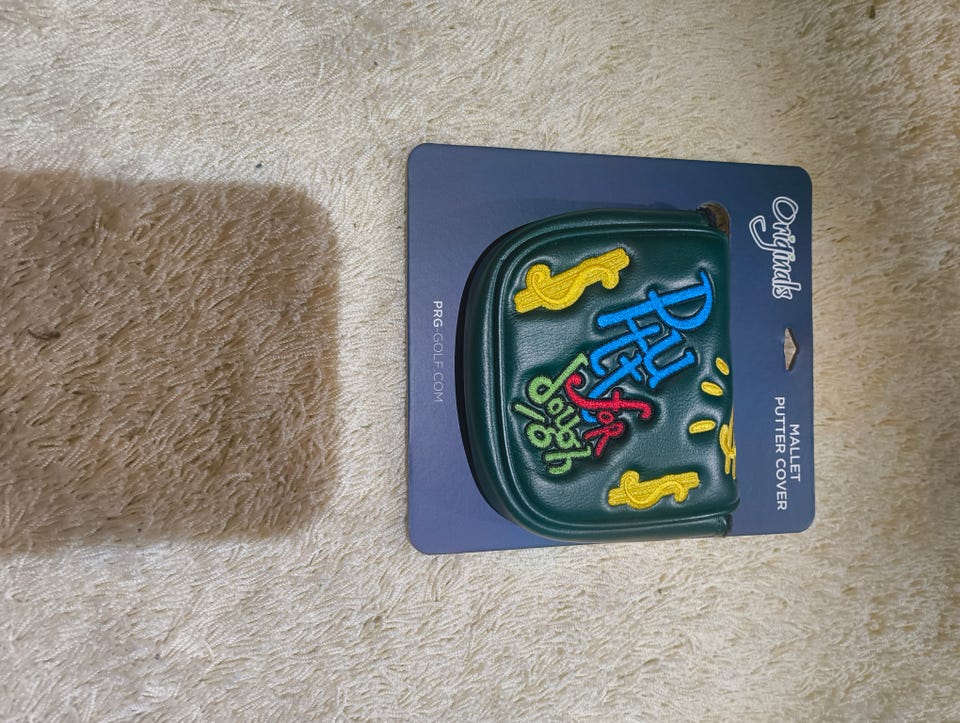 Originals
MALLET
PUTTER COVER
Putt
$
for
dough
$
PRG-GOLF.COM